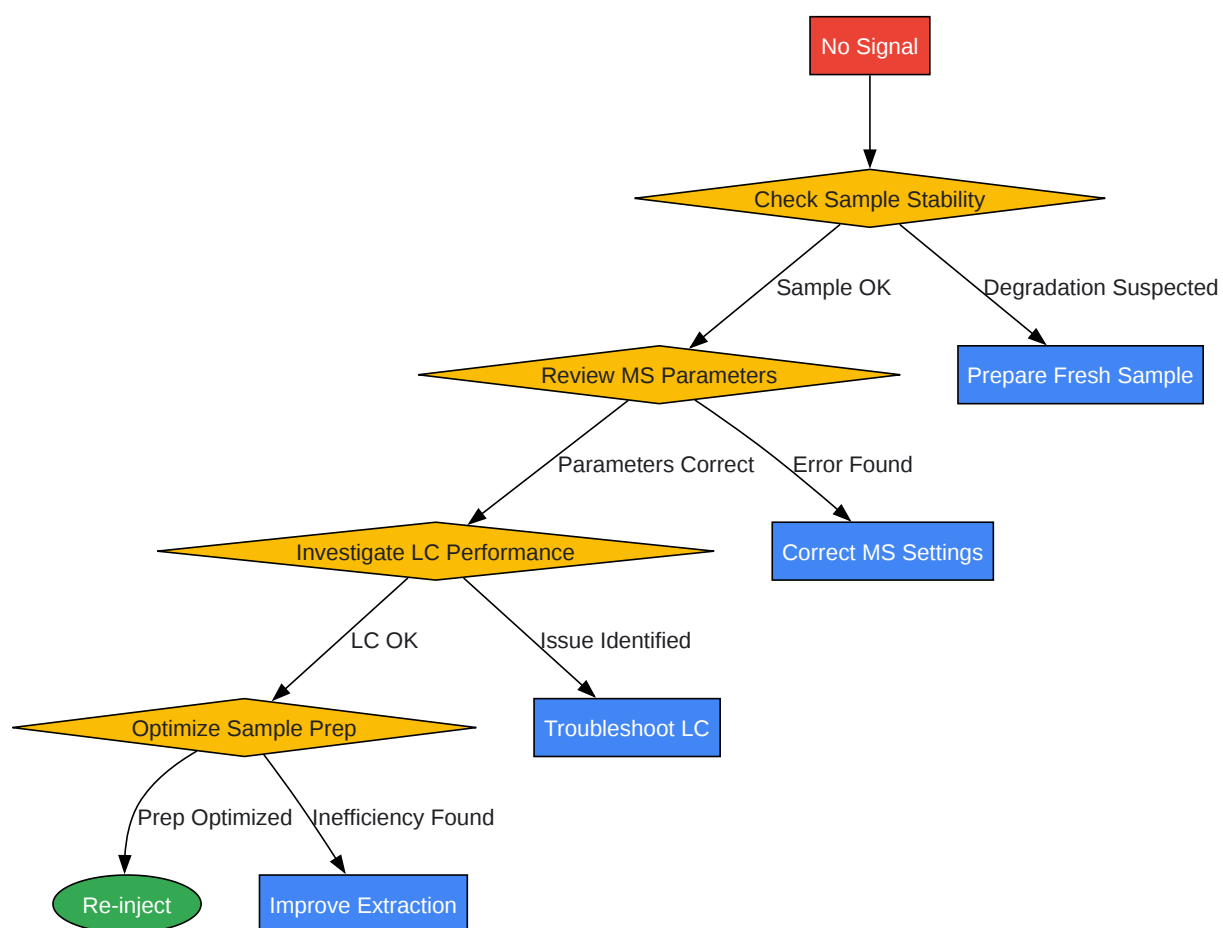 No Signal
Check Sample Stability
Sample OK
Degradation Suspected
Review MS Parameters
Prepare Fresh Sample
Parameters Correct
Error Found
Investigate LC Performance
Correct MS Settings
LC OK
Issue Identified
Optimize Sample Prep
Troubleshoot LC
Prep Optimized
Inefficiency Found
Re-inject
Improve Extraction